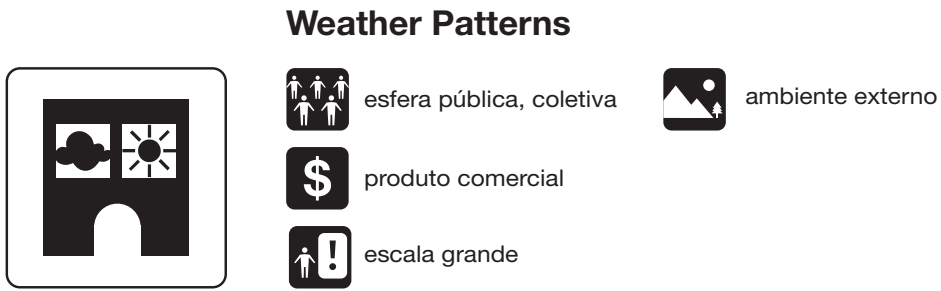 Weather Patterns
esfera pública, coletiva
ambiente externo
$
produto comercial
!
escala grande